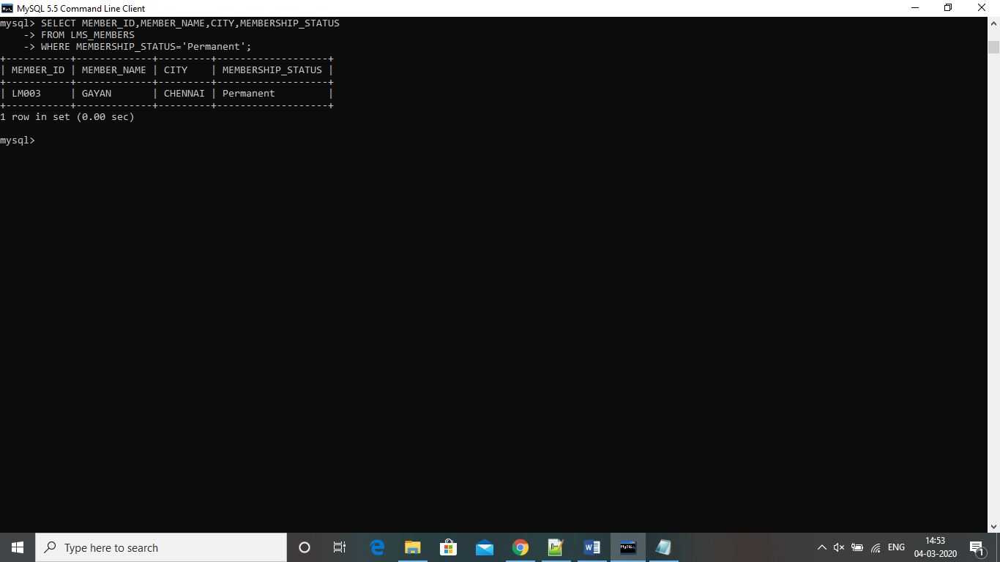 MySQL 5.5 Command Line Client
mysql> SELECT MEMBER_ID,MEMBER_NAME,CITY,MEMBERSHIP_STATUS
    -> FROM LMS_MEMBERS
    -> WHERE MEMBERSHIP_STATUS='Permanent';
+-----------+-------------+---------+-------------------+
| MEMBER_ID | MEMBER_NAME | CITY    | MEMBERSHIP_STATUS |
+-----------+-------------+---------+-------------------+
| LM003     | GAYAN       | CHENNAI | Permanent         |
+-----------+-------------+---------+-------------------+
1 row in set (0.00 sec)
mysql>
Type here to search
ENG
14:53
04-03-2020
1